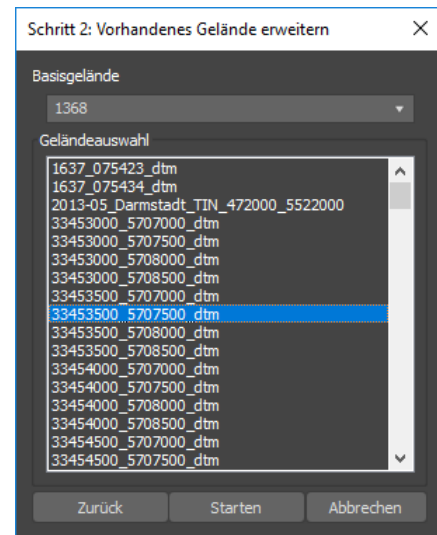 Schritt 2: Vorhandenes Gelände erweitern
Basisgelände
1368
Geländeauswahl
1637_075423_dtm
1637_075434_dtm
2013-05_Darmstadt_TIN_472000_5522000
33453000_5707000_dtm
33453000_5707500_dtm
33453000_5708000_dtm
33453000_5708500_dtm
33453500_5707000_dtm
33453500_5707500_dtm
33453500_5708000_dtm
33453500_5708500_dtm
33454000_5707000_dtm
33454000_5707500_dtm
33454000_5708000_dtm
33454000_5708500_dtm
33454500_5707000_dtm
33454500_5707500_dtm
Zurück Starten Abbrechen